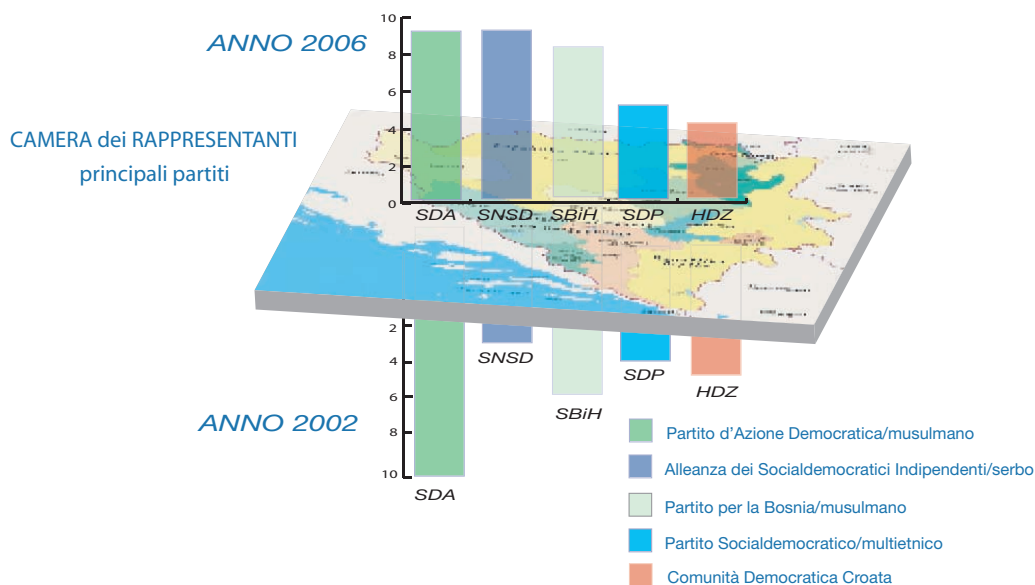 10
ANNO 2006
8
6
CAMERA dei RAPPRESENTANTI
principali partiti
4
2
0
SDA SNSD SBiH SDP HDZ
2
SNSD
4
SDP
HDZ
6
SBiH
ANNO 2002
8
10
SDA
Partito d'Azione Democratica/musulmano
Alleanza dei Socialdemocratici Indipendenti/serbo
Partito per la Bosnia/musulmano
Partito Socialdemocratico/multietnico
Comunità Democratica Croata